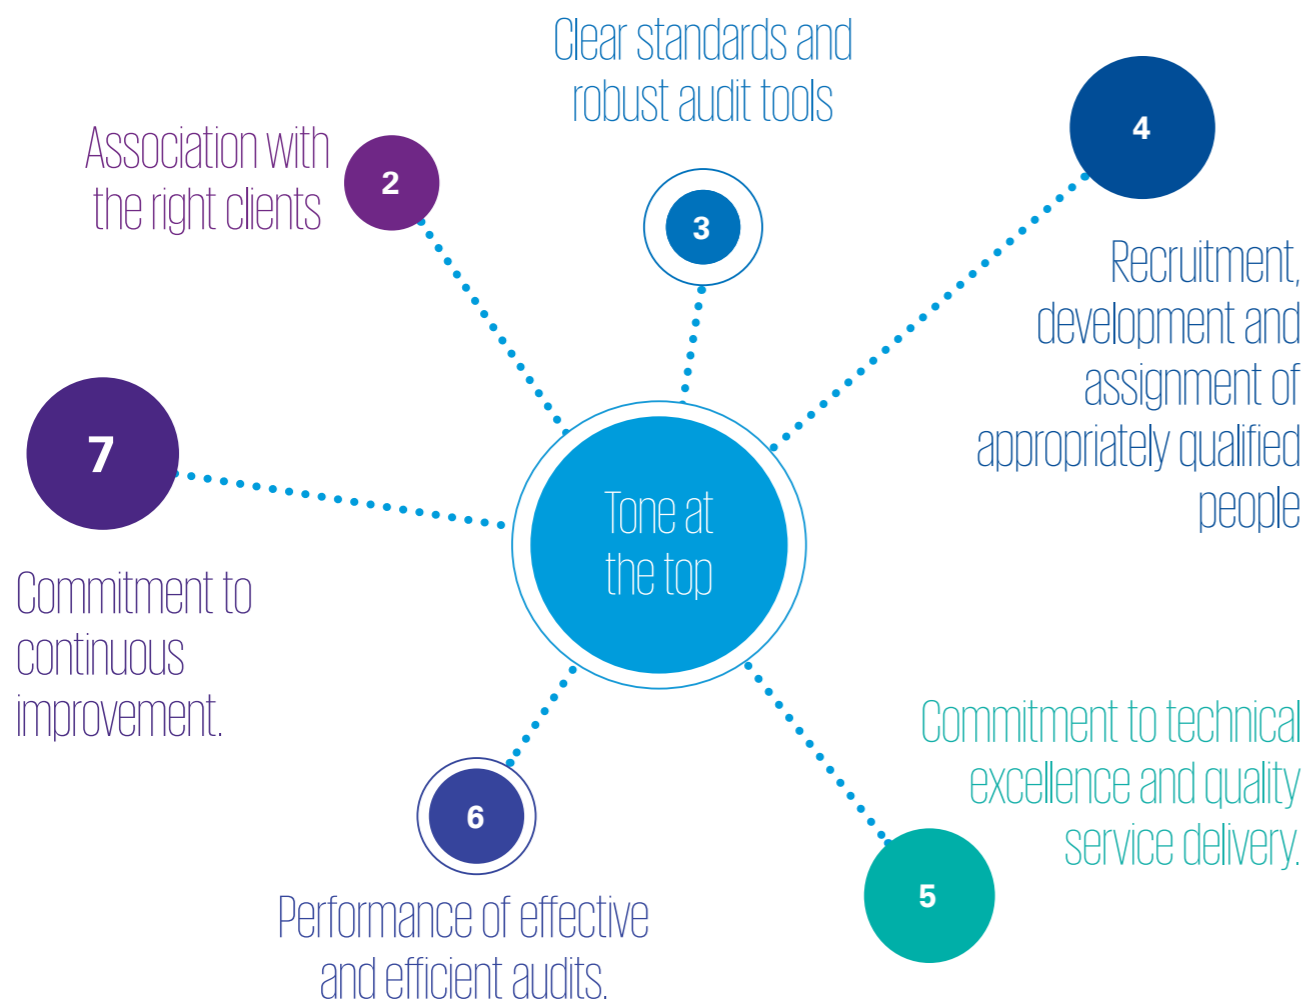 Clear standards and
robust audit tools
4
Association with
the right clients
2
3
Recruitment,
development and
assignment of
appropriately qualified
people
7
Tone at
the top
Commitment to
continuous
improvement.
Commitment to technical
excellence and quality
service delivery.
6
5
Performance of effective
and efficient audits.